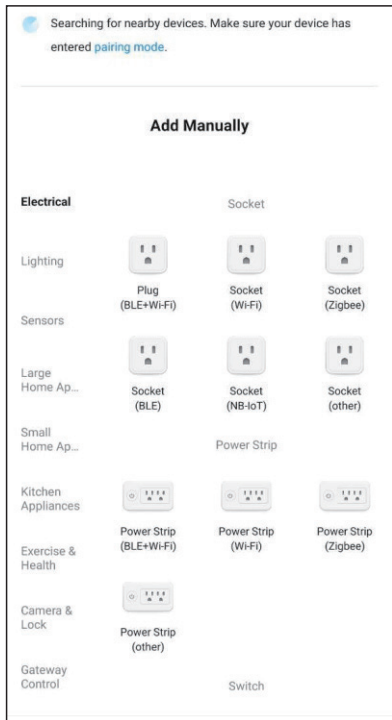 Searching for nearby devices. Make sure your device has
entered pairing mode.
Add Manually
Electrical
Lighting
Sensors
Large
Home Ap...
Small
Home Ap...
Kitchen
Appliances
Exercise &
Health
Camera &
Lock
Gateway
Control
Socket
Plug
(BLE+Wi-Fi)
Socket
(Wi-Fi)
Socket
(Zigbee)
Socket
(BLE)
Socket
(NB-IoT)
Socket
(other)
Power Strip
Power Strip
(BLE+Wi-Fi)
Power Strip
(Wi-Fi)
Power Strip
(Zigbee)
Power Strip
(other)
Switch